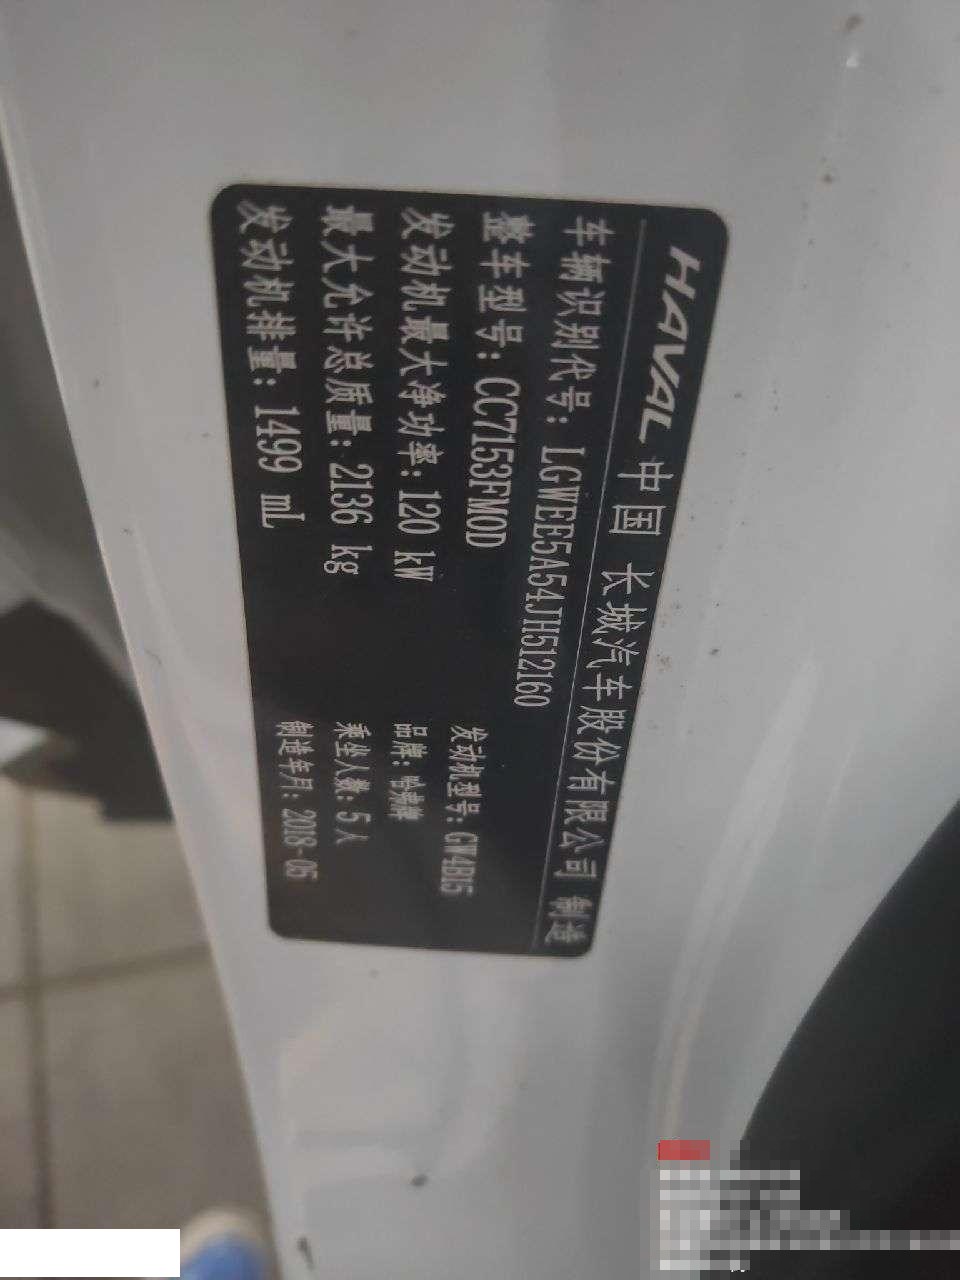 HAVAL 中国 长城汽车股份有限公司 制造
车辆识别代号: LGWEE5A54JH512160
整车型号: CC7153FM0D
发动机型号: GW4B15
发动机最大净功率: 120 kW
品牌: 哈弗牌
最大允许总质量: 2136 kg
乘坐人数: 5 人
发动机排量: 1499 mL
制造年月: 2018-05